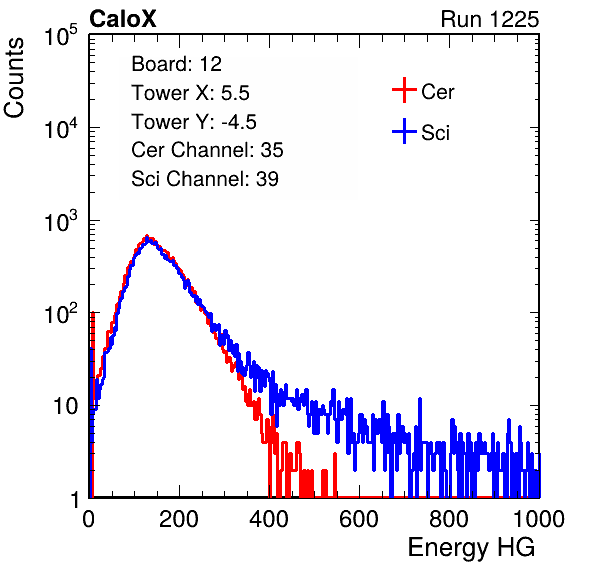 CaloX Run 1225
Counts
10^5
10^4
10^3
10^2
10
1
Board: 12
Tower X: 5.5
Tower Y: -4.5
Cer Channel: 35
Sci Channel: 39
Cer
Sci
0 200 400 600 800 1000
Energy HG